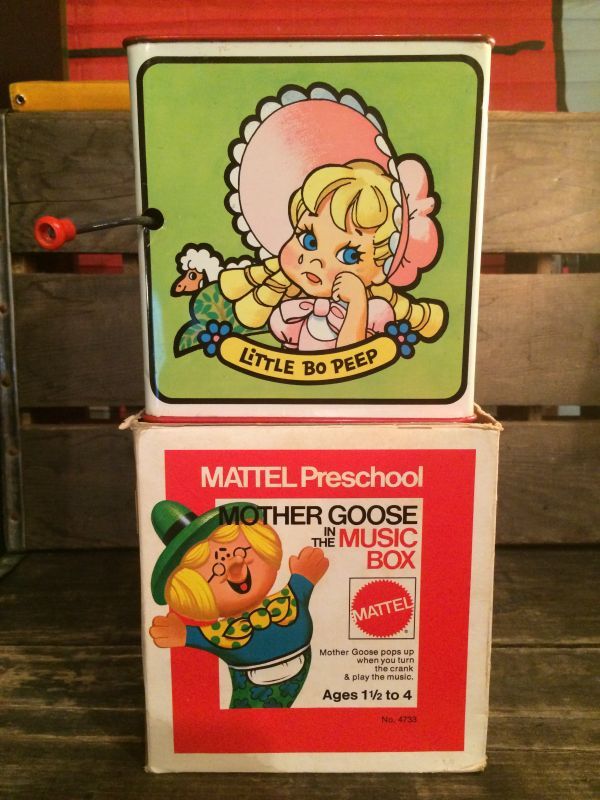 LiTTLE BO PEEP
MATTEL Preschool
MOTHER GOOSE
IN THE MUSIC
BOX
MATTEL
Mother Goose pops up
when you turn
the crank
& play the music.
Ages 1½ to 4
No. 4733